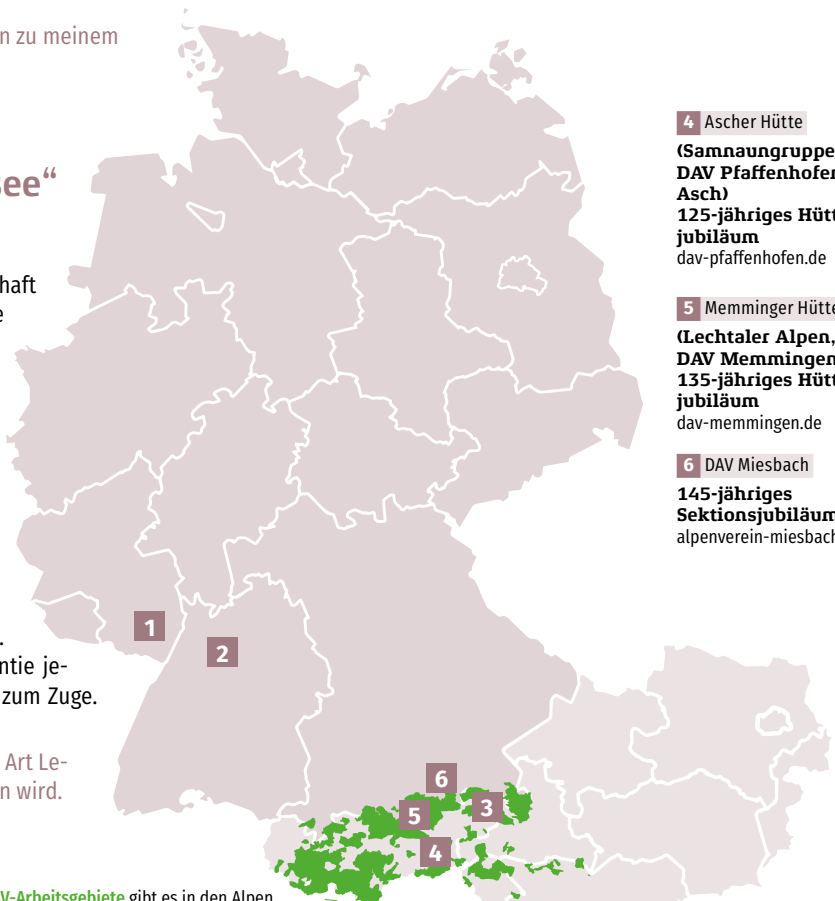 n zu meinem
see“
haft
e
.
ntie je-
zum Zuge.
Art Le-
n wird.
V-Arbeitsgebiete gibt es in den Alpen
1
2
6
3
5
4
4 Ascher Hütte
(Samnaungruppe
DAV Pfaffenhofen
Asch)
125-jähriges Hütt
jubiläum
dav-pfaffenhofen.de
5 Memminger Hütte
(Lechtaler Alpen,
DAV Memmingen
135-jähriges Hütt
jubiläum
dav-memmingen.de
6 DAV Miesbach
145-jähriges
Sektionsjubiläum
alpenverein-miesbach